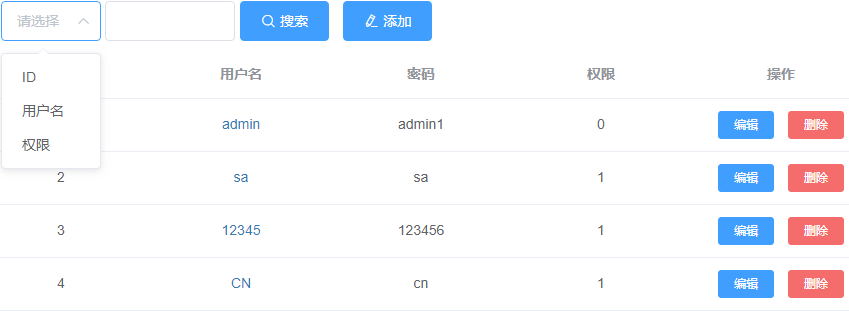 请选择 搜索 添加
ID
用户名
权限
用户名 密码 权限 操作
admin admin1 0 编辑 删除
2 sa sa 1 编辑 删除
3 12345 123456 1 编辑 删除
4 CN cn 1 编辑 删除